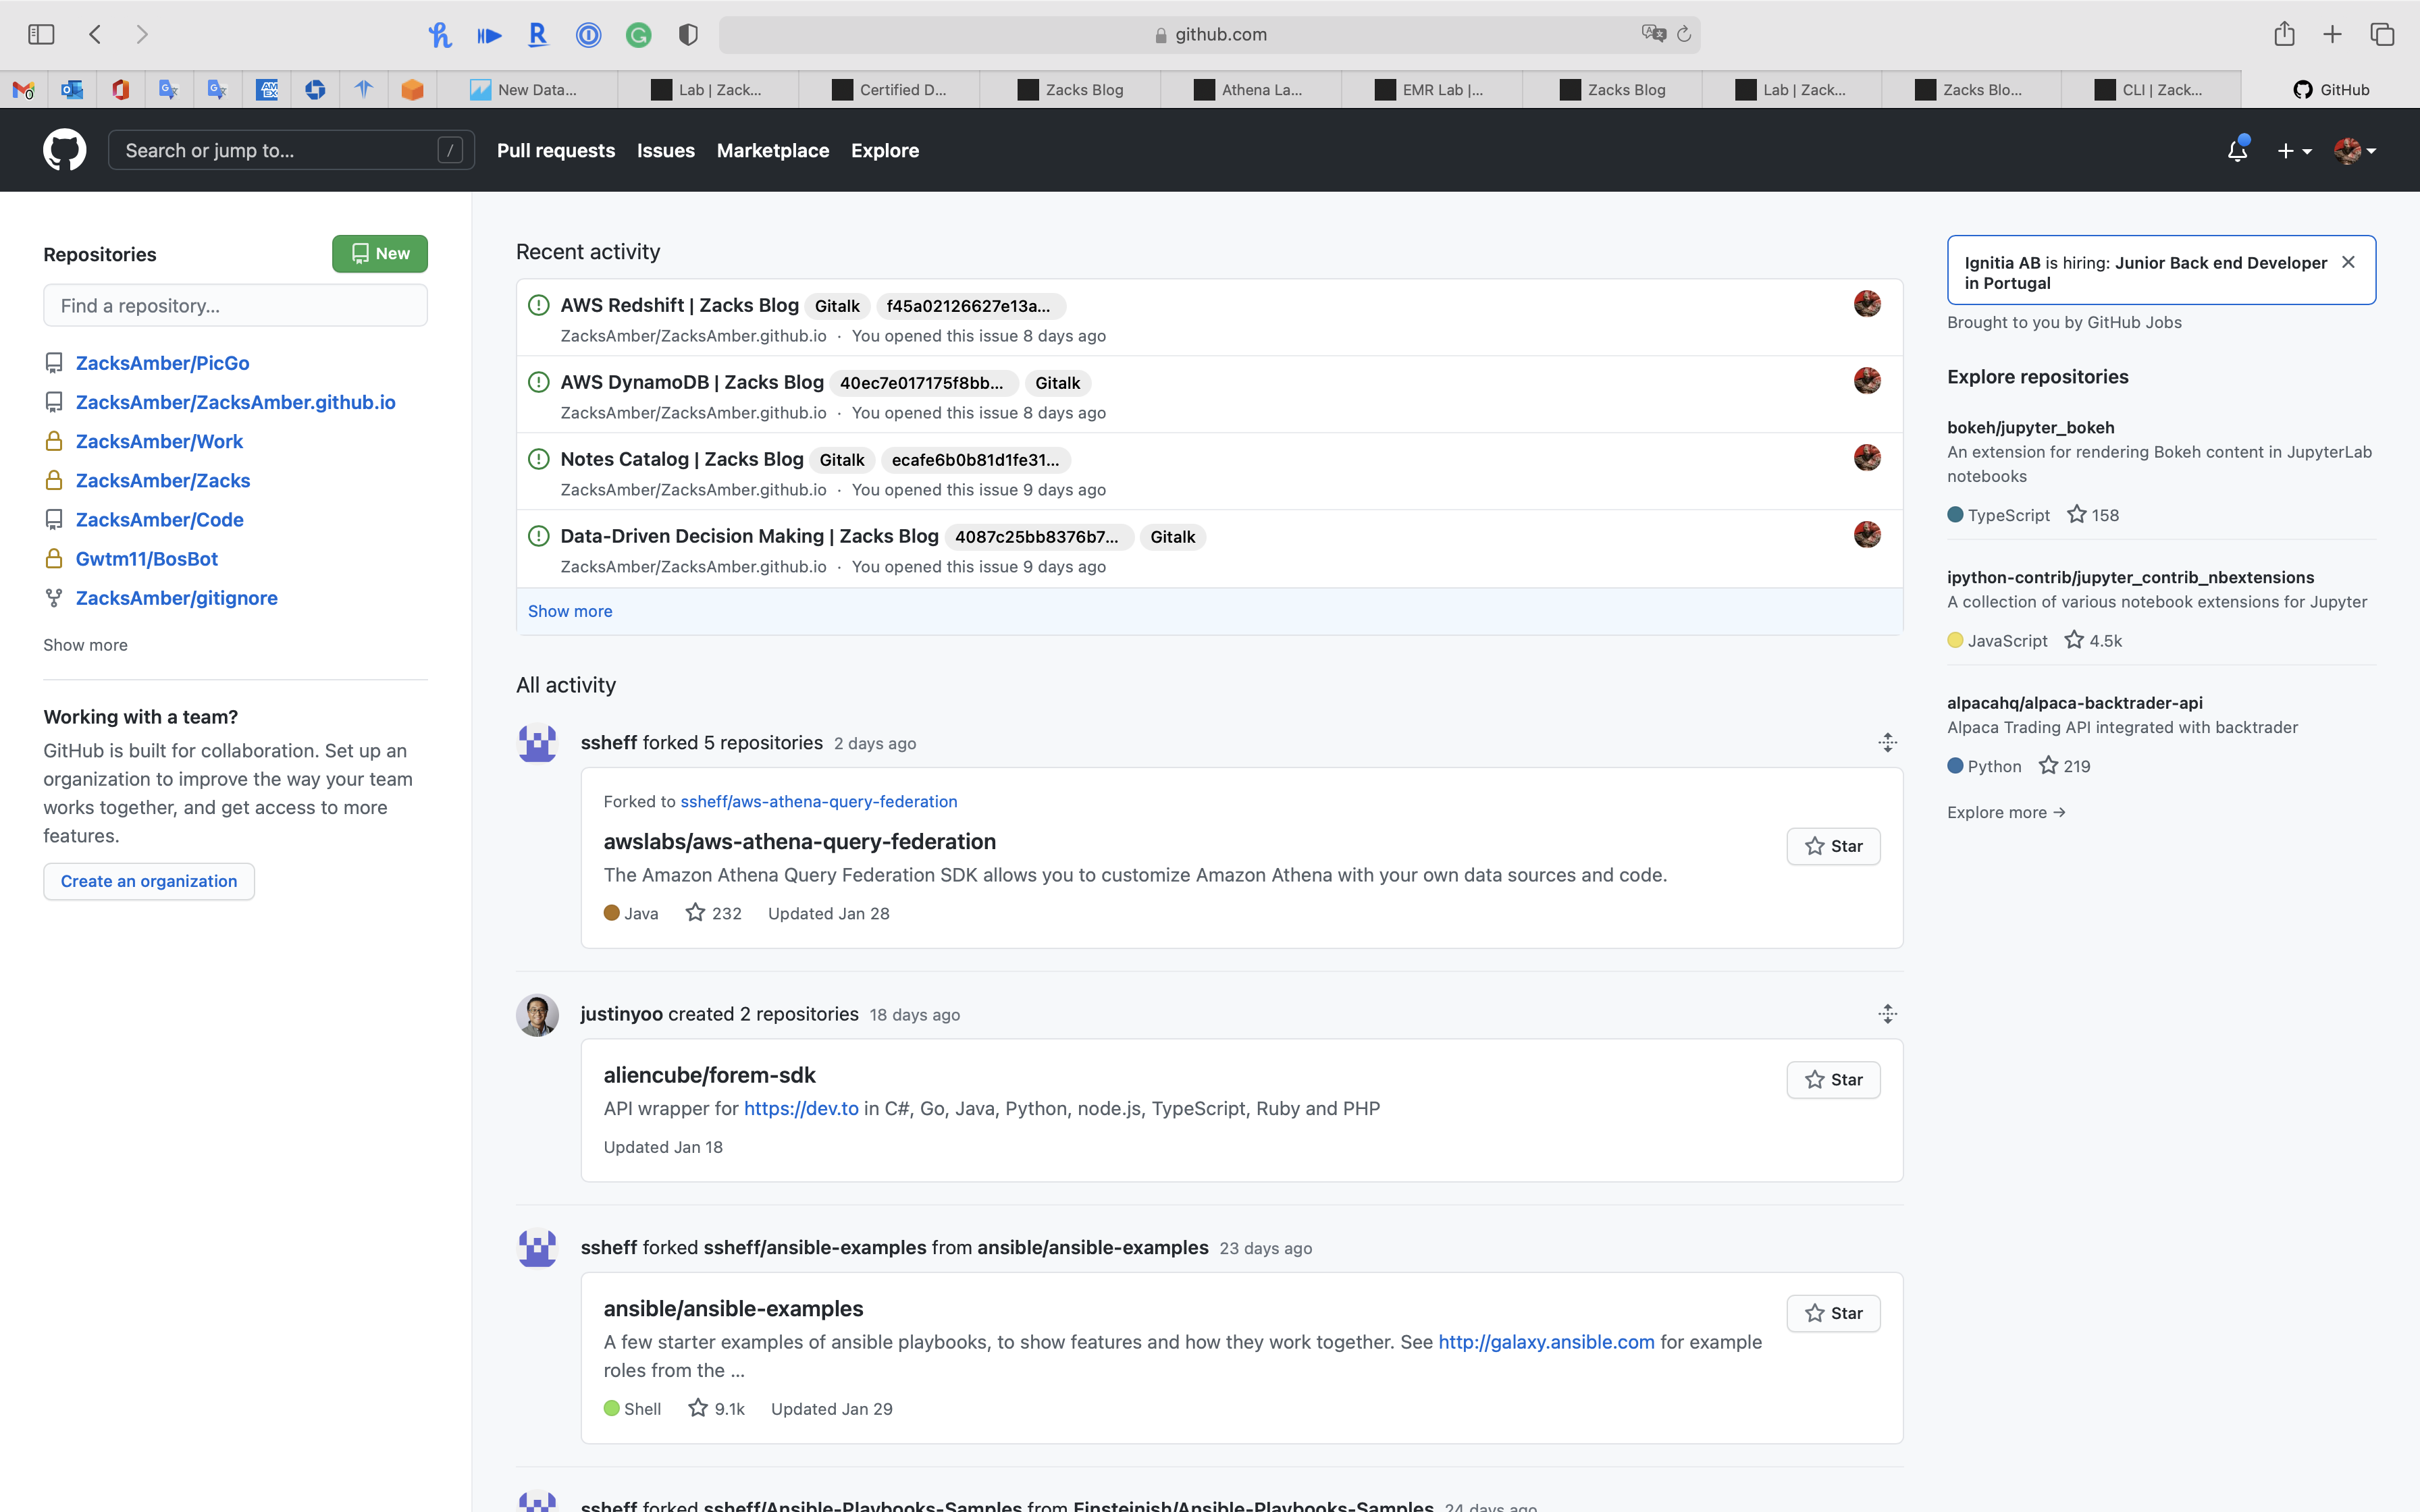 github.com
New Data...
Lab | Zack...
Certified D...
Zacks Blog
Athena La...
EMR Lab |...
Zacks Blog
Lab | Zack...
Zacks Blo...
CLI | Zack...
GitHub
Search or jump to...
/
Pull requests
Issues
Marketplace
Explore
Repositories
New
Find a repository...
ZacksAmber/PicGo
ZacksAmber/ZacksAmber.github.io
ZacksAmber/Work
ZacksAmber/Zacks
ZacksAmber/Code
Gwtm11/BosBot
ZacksAmber/gitignore
Show more
Working with a team?
GitHub is built for collaboration. Set up an
organization to improve the way your team
works together, and get access to more
features.
Create an organization
Recent activity
AWS Redshift | Zacks Blog Gitalk f45a02126627e13a...
ZacksAmber/ZacksAmber.github.io · You opened this issue 8 days ago
AWS DynamoDB | Zacks Blog 40ec7e017175f8bb... Gitalk
ZacksAmber/ZacksAmber.github.io · You opened this issue 8 days ago
Notes Catalog | Zacks Blog Gitalk ecafe6b0b81d1fe31...
ZacksAmber/ZacksAmber.github.io · You opened this issue 9 days ago
Data-Driven Decision Making | Zacks Blog 4087c25bb8376b7... Gitalk
ZacksAmber/ZacksAmber.github.io · You opened this issue 9 days ago
Show more
All activity
ssheff forked 5 repositories 2 days ago
Forked to ssheff/aws-athena-query-federation
awslabs/aws-athena-query-federation
Star
The Amazon Athena Query Federation SDK allows you to customize Amazon Athena with your own data sources and code.
Java 232 Updated Jan 28
justinyoo created 2 repositories 18 days ago
aliencube/forem-sdk
Star
API wrapper for https://dev.to in C#, Go, Java, Python, node.js, TypeScript, Ruby and PHP
Updated Jan 18
ssheff forked ssheff/ansible-examples from ansible/ansible-examples 23 days ago
ansible/ansible-examples
Star
A few starter examples of ansible playbooks, to show features and how they work together. See http://galaxy.ansible.com for example
roles from the ...
Shell 9.1k Updated Jan 29
ssheff forked ssheff/Ansible-Playbooks-Samples from Einsteinish/Ansible-Playbooks-Samples 24 days ago
Ignitia AB is hiring: Junior Back end Developer
in Portugal
Brought to you by GitHub Jobs
Explore repositories
bokeh/jupyter_bokeh
An extension for rendering Bokeh content in JupyterLab
notebooks
TypeScript 158
ipython-contrib/jupyter_contrib_nbextensions
A collection of various notebook extensions for Jupyter
JavaScript 4.5k
alpacahq/alpaca-backtrader-api
Alpaca Trading API integrated with backtrader
Python 219
Explore more →